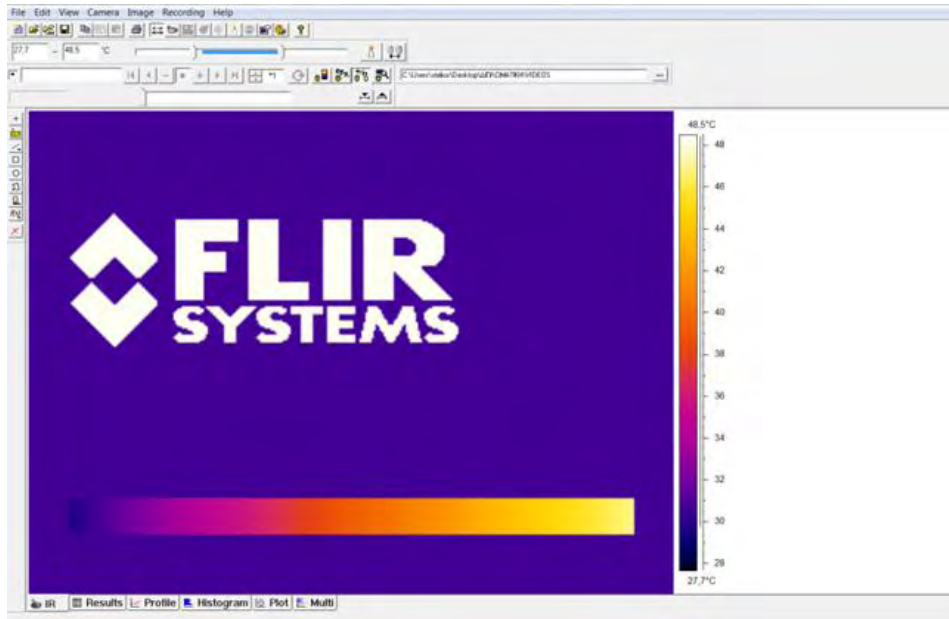 File Edit View Camera Image Recording Help
27,7 – 48,5 °C
48,5°C
48
46
44
42
40
38
36
34
32
30
28
27,7°C
FLIR
SYSTEMS
IR Results Profile Histogram Plot Multi